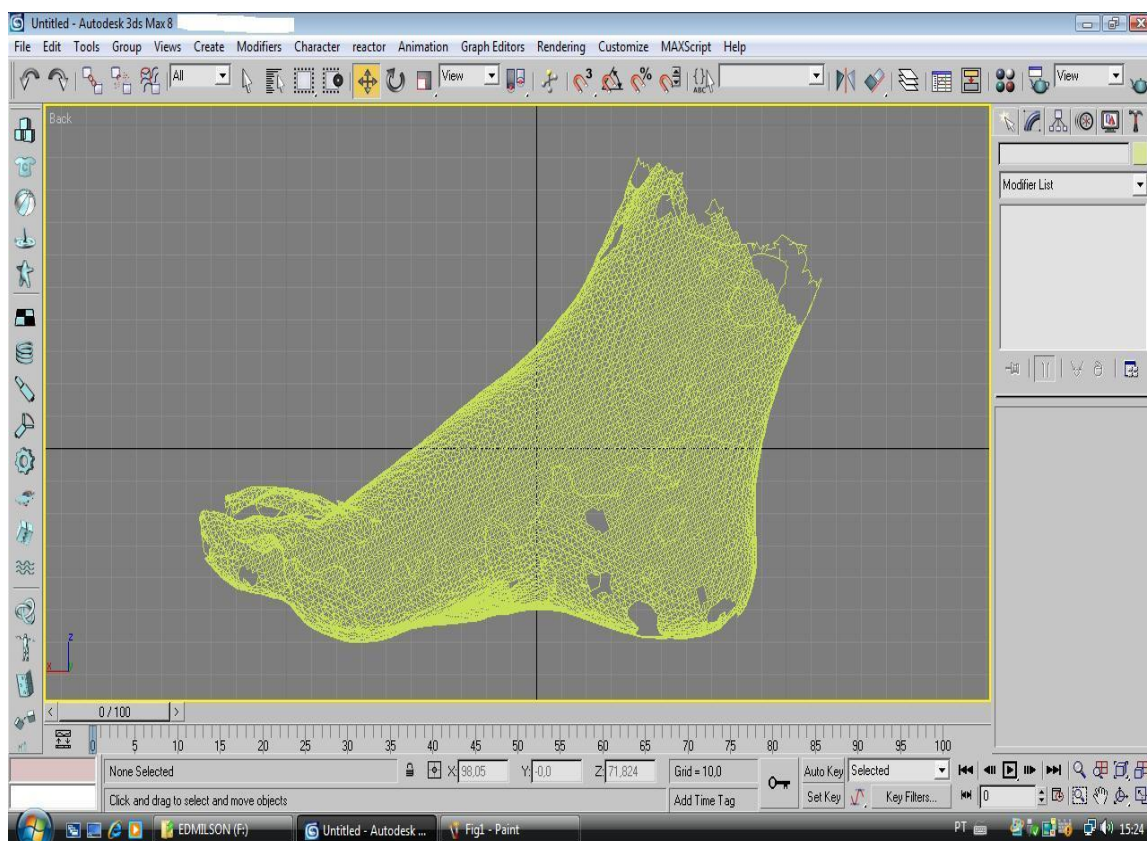 Untitled - Autodesk 3ds Max 8
File Edit Tools Group Views Create Modifiers Character reactor Animation Graph Editors Rendering Customize MAXScript Help
All View 3 % ABC View
Back
Modifier List
z
x
0 / 100
0 5 10 15 20 25 30 35 40 45 50 55 60 65 70 75 80 85 90 95 100
None Selected X: 98,05 Y: -0,0 Z: 71,824 Grid = 10,0 Auto Key Selected
Click and drag to select and move objects Add Time Tag Set Key Key Filters... 0
EDMILSON (F:) Untitled - Autodesk ... Fig1 - Paint PT 15:24